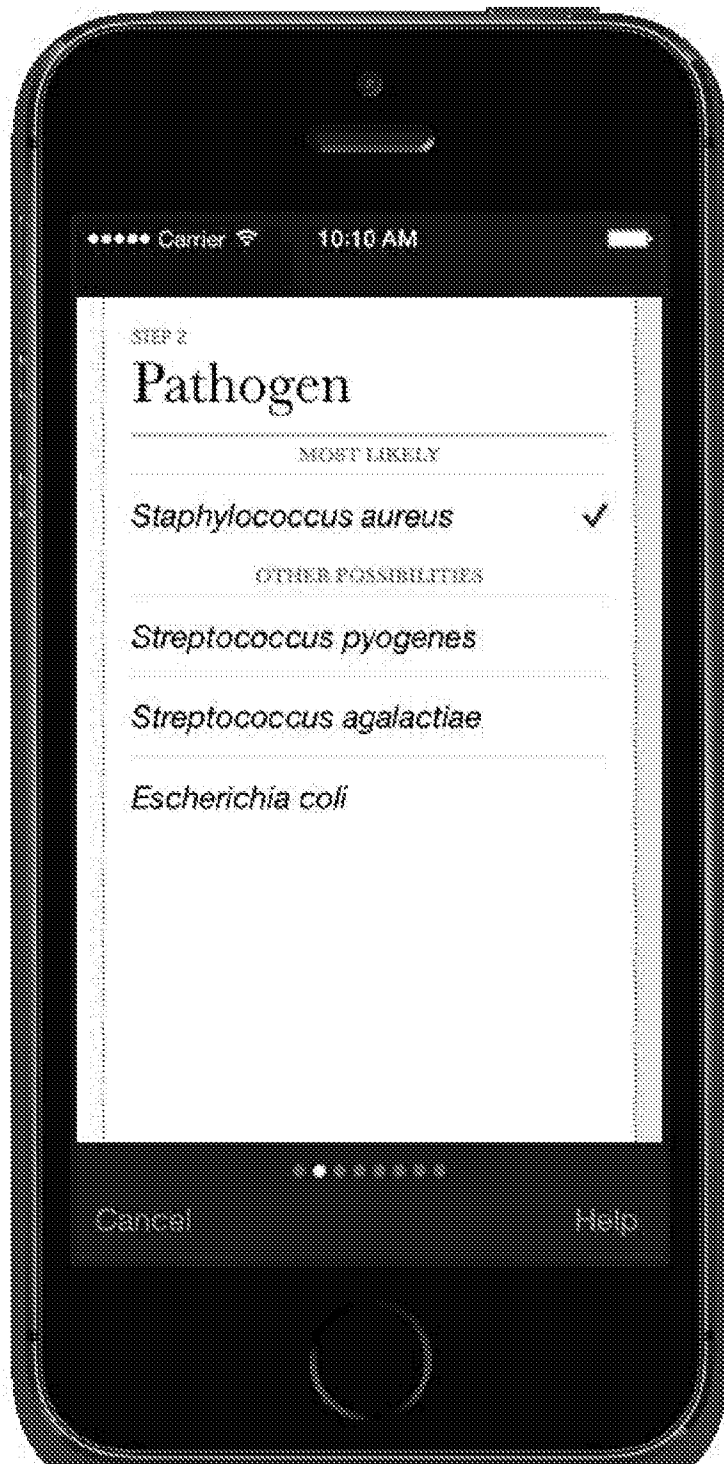 Carrier 10:10 AM
STEP 2
Pathogen
MOST LIKELY
Staphylococcus aureus
OTHER POSSIBILITIES
Streptococcus pyogenes
Streptococcus agalactiae
Escherichia coli
Cancel Help